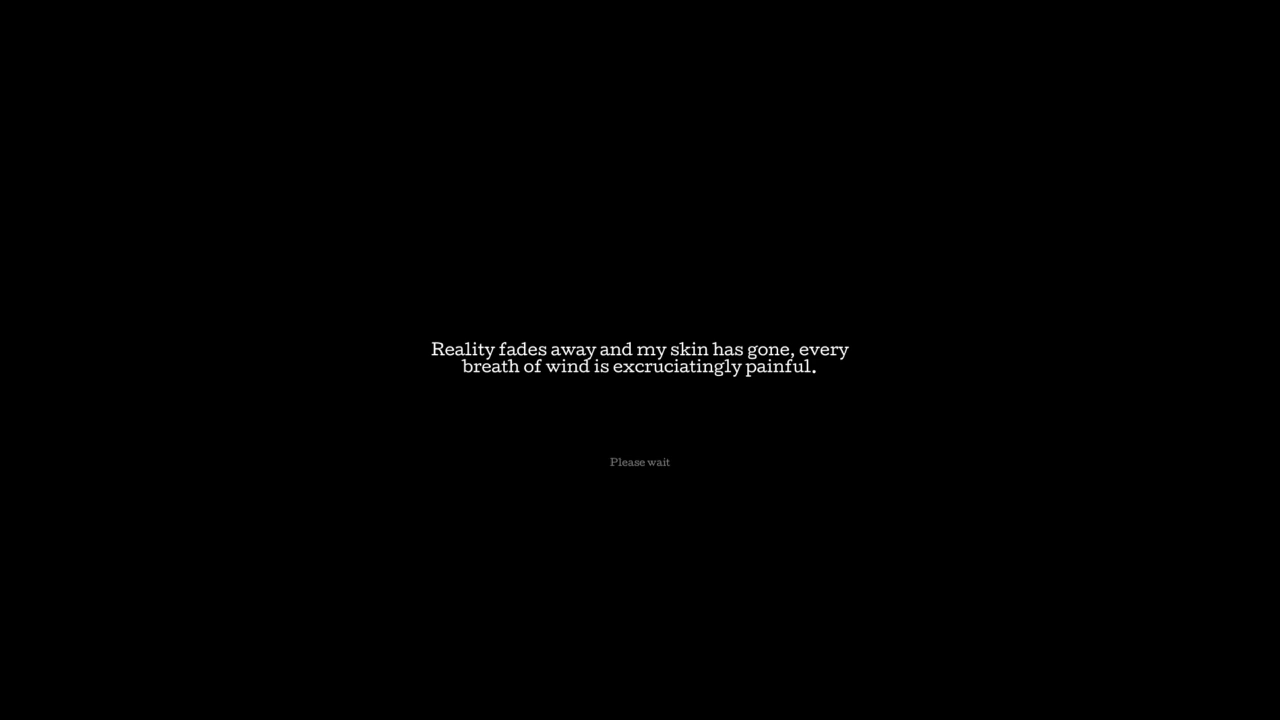 Reality fades away and my skin has gone, every
breath of wind is excruciatingly painful.
Please wait